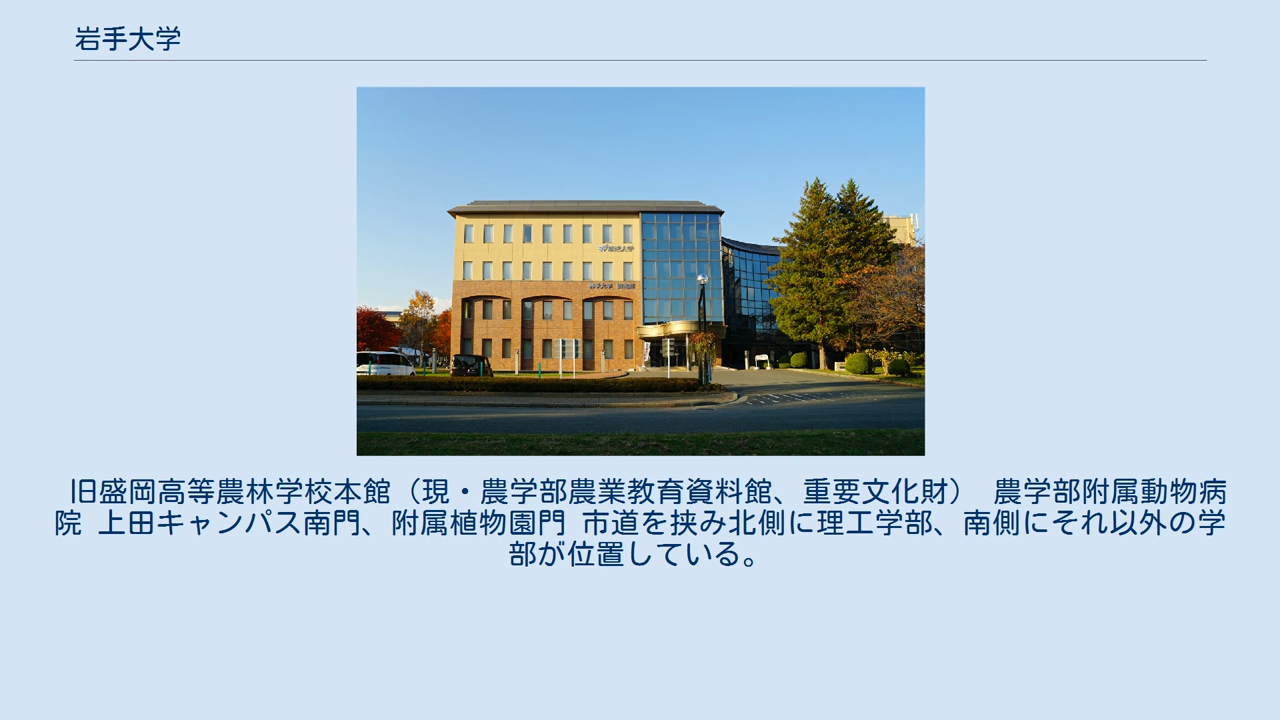 岩手大学
旧盛岡高等農林学校本館（現・農学部農業教育資料館、重要文化財） 農学部附属動物病
院 上田キャンパス南門、附属植物園門 市道を挟み北側に理工学部、南側にそれ以外の学
部が位置している。